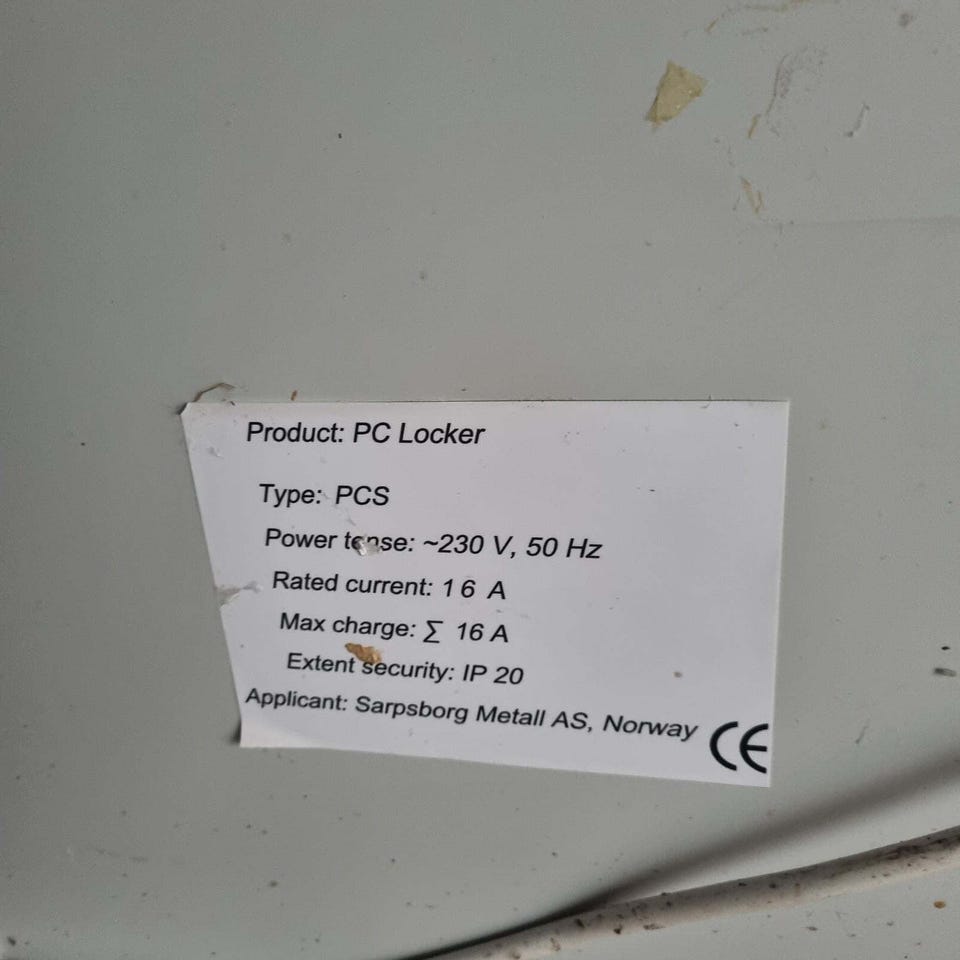 Product: PC Locker
Type: PCS
Power tense: ~230 V, 50 Hz
Rated current: 16 A
Max charge: ∑ 16 A
Extent security: IP 20
Applicant: Sarpsborg Metall AS, Norway CE